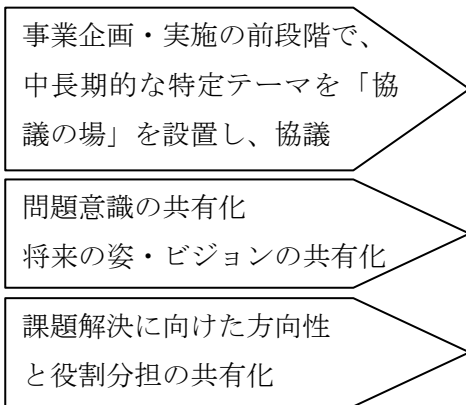 事業企画・実施の前段階で、
中長期的な特定テーマを「協
議の場」を設置し、協議
問題意識の共有化
将来の姿・ビジョンの共有化
課題解決に向けた方向性
と役割分担の共有化